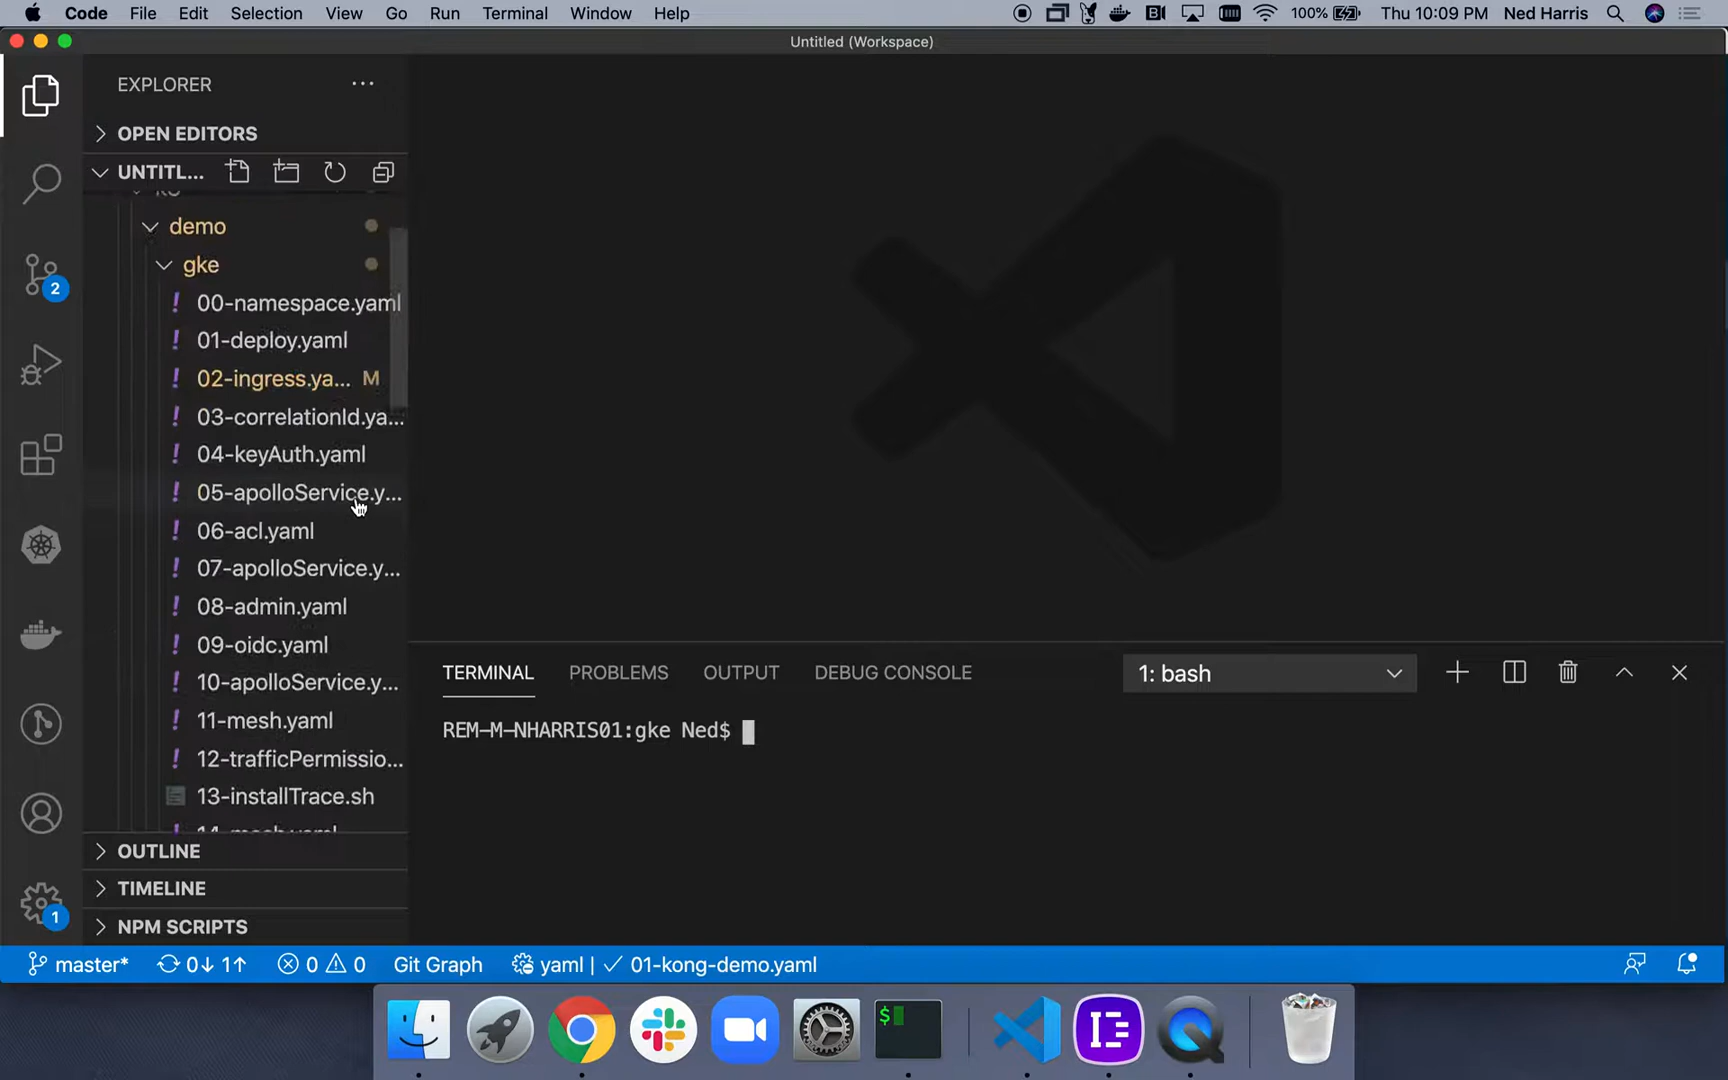 Code File Edit Selection View Go Run Terminal Window Help 100% Thu 10:09 PM Ned Harris
Untitled (Workspace)
EXPLORER
OPEN EDITORS
UNTITL...
demo
gke
00-namespace.yaml
01-deploy.yaml
02-ingress.ya... M
03-correlationId.ya...
04-keyAuth.yaml
05-apolloService.y...
06-acl.yaml
07-apolloService.y...
08-admin.yaml
09-oidc.yaml
10-apolloService.y...
11-mesh.yaml
12-trafficPermissio...
13-installTrace.sh
14-mesh.yaml
OUTLINE
TIMELINE
NPM SCRIPTS
2
1
TERMINAL PROBLEMS OUTPUT DEBUG CONSOLE 1: bash
REM-M-NHARRIS01:gke Ned$
master* 0↓ 1↑ 0 0 Git Graph yaml | ✓ 01-kong-demo.yaml
$